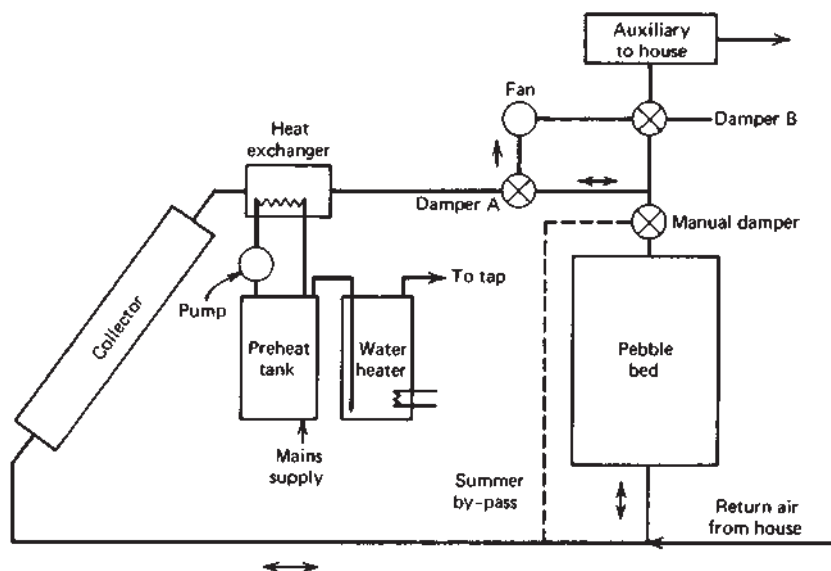 Auxiliary
to house
Fan
Damper B
Heat
exchanger
Damper A
Manual damper
Collector
Pump
To tap
Preheat
tank
Water
heater
Pebble
bed
Mains
supply
Summer
by-pass
Return air
from house